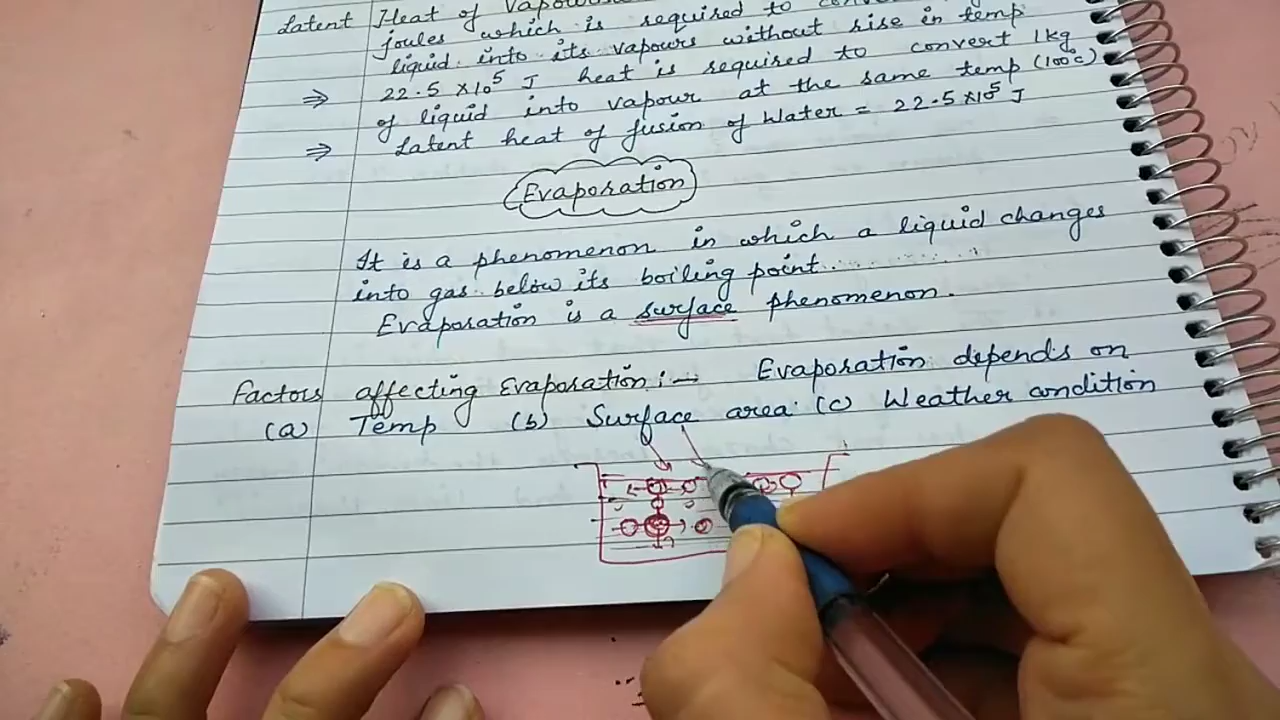 Latent Heat of Vapou
joules which is required to
liquid into its vapours without rise in temp
⇒ 22.5 ×10⁵ J heat is required to convert 1kg
of liquid into vapour at the same temp (100°c)
⇒ Latent heat of fusion of Water = 22.5×10⁵ J
Evaporation
It is a phenomenon in which a liquid changes
into gas below its boiling point.
Evaporation is a surface phenomenon.
Factors affecting Evaporation :- Evaporation depends on
(a) Temp (b) Surface area (c) Weather condition